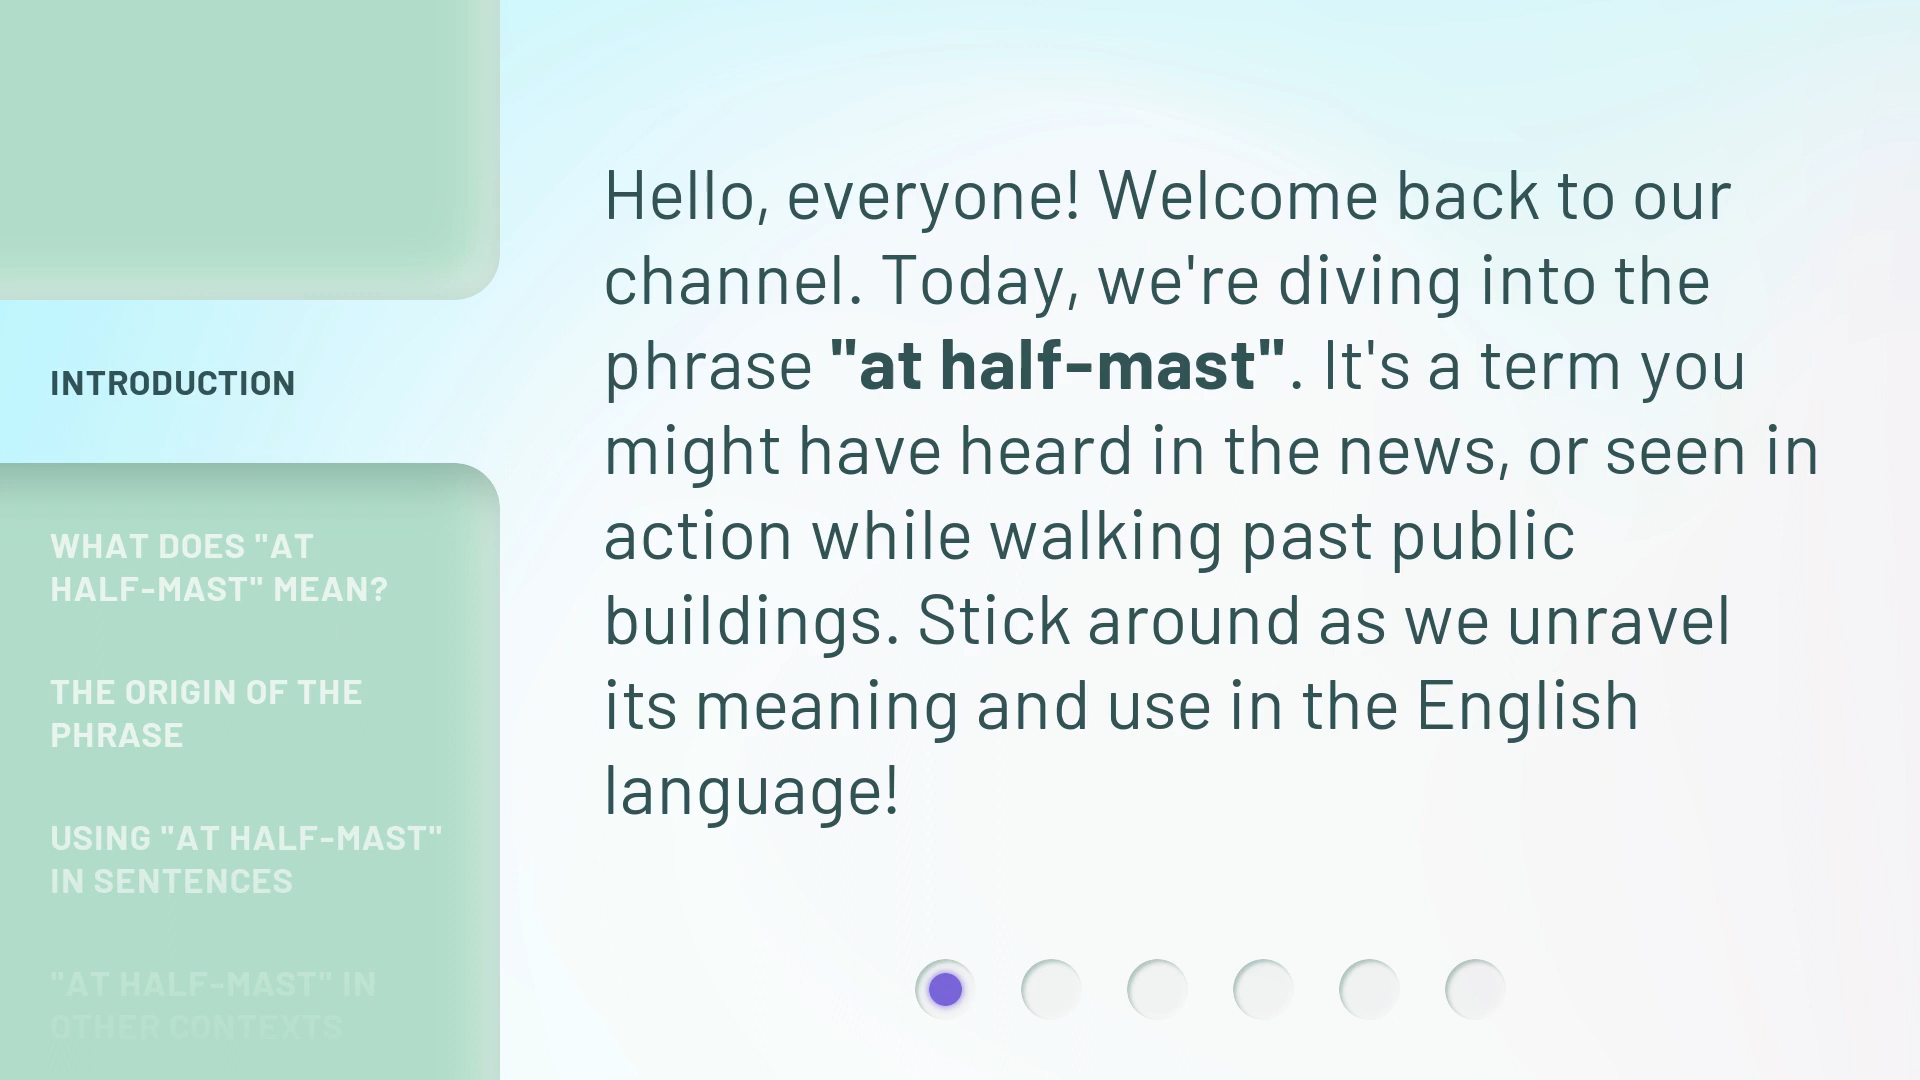 INTRODUCTION
WHAT DOES "AT
HALF-MAST" MEAN?
THE ORIGIN OF THE
PHRASE
USING "AT HALF-MAST"
IN SENTENCES
"AT HALF-MAST" IN
OTHER CONTEXTS
Hello, everyone! Welcome back to our
channel. Today, we're diving into the
phrase "at half-mast". It's a term you
might have heard in the news, or seen in
action while walking past public
buildings. Stick around as we unravel
its meaning and use in the English
language!